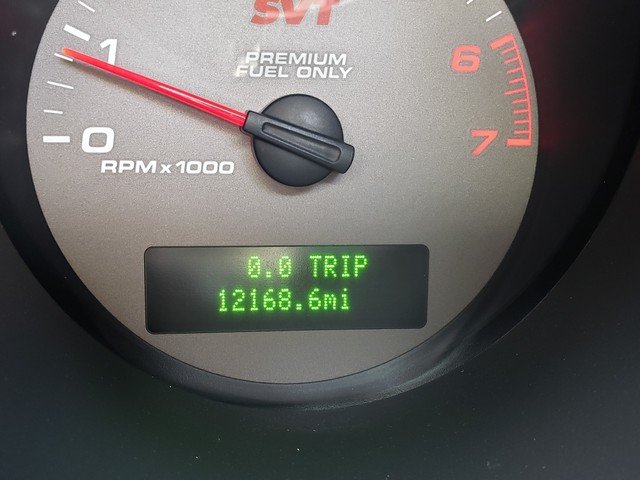 SVT
PREMIUM
FUEL ONLY
1
0
6
7
RPM x 1000
0.0 TRIP
12168.6mi